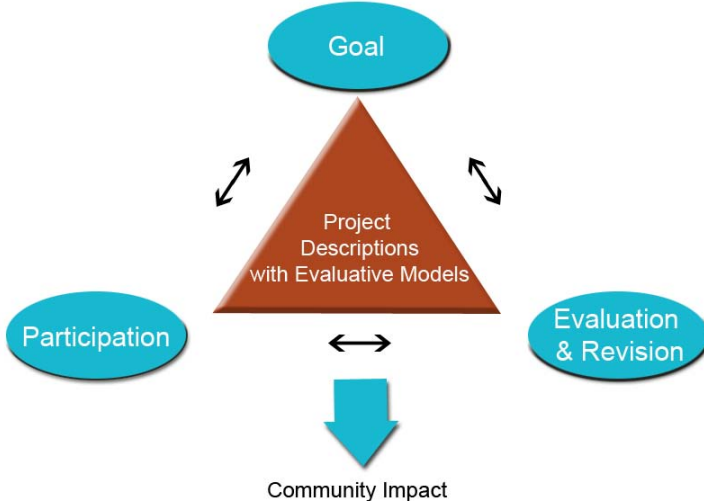 Goal
Project
Descriptions
with Evaluative Models
Participation
Evaluation
& Revision
Community Impact